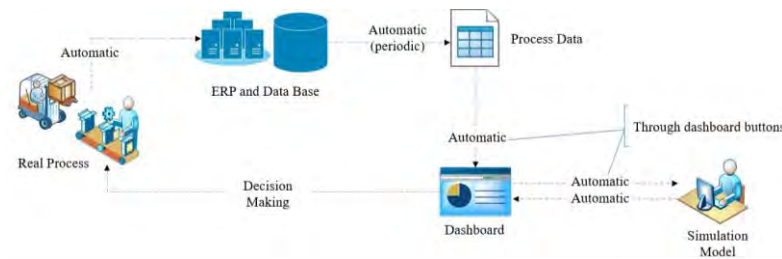 Automatic
Automatic
(periodic)
Process Data
ERP and Data Base
Real Process
Automatic
Through dashboard buttons
Decision
Making
Automatic
Automatic
Dashboard
Simulation
Model